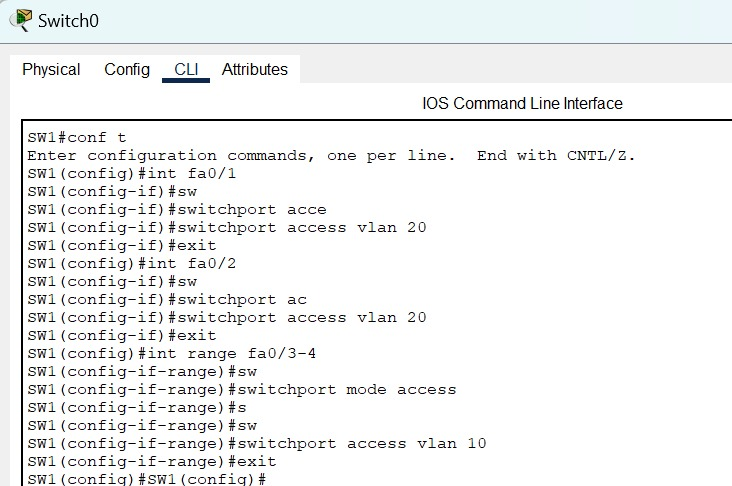 Switch0
Physical Config CLI Attributes
IOS Command Line Interface
SW1#conf t
Enter configuration commands, one per line.  End with CNTL/Z.
SW1(config)#int fa0/1
SW1(config-if)#sw
SW1(config-if)#switchport acce
SW1(config-if)#switchport access vlan 20
SW1(config-if)#exit
SW1(config)#int fa0/2
SW1(config-if)#sw
SW1(config-if)#switchport ac
SW1(config-if)#switchport access vlan 20
SW1(config-if)#exit
SW1(config)#int range fa0/3-4
SW1(config-if-range)#sw
SW1(config-if-range)#switchport mode access
SW1(config-if-range)#s
SW1(config-if-range)#sw
SW1(config-if-range)#switchport access vlan 10
SW1(config-if-range)#exit
SW1(config)#SW1(config)#